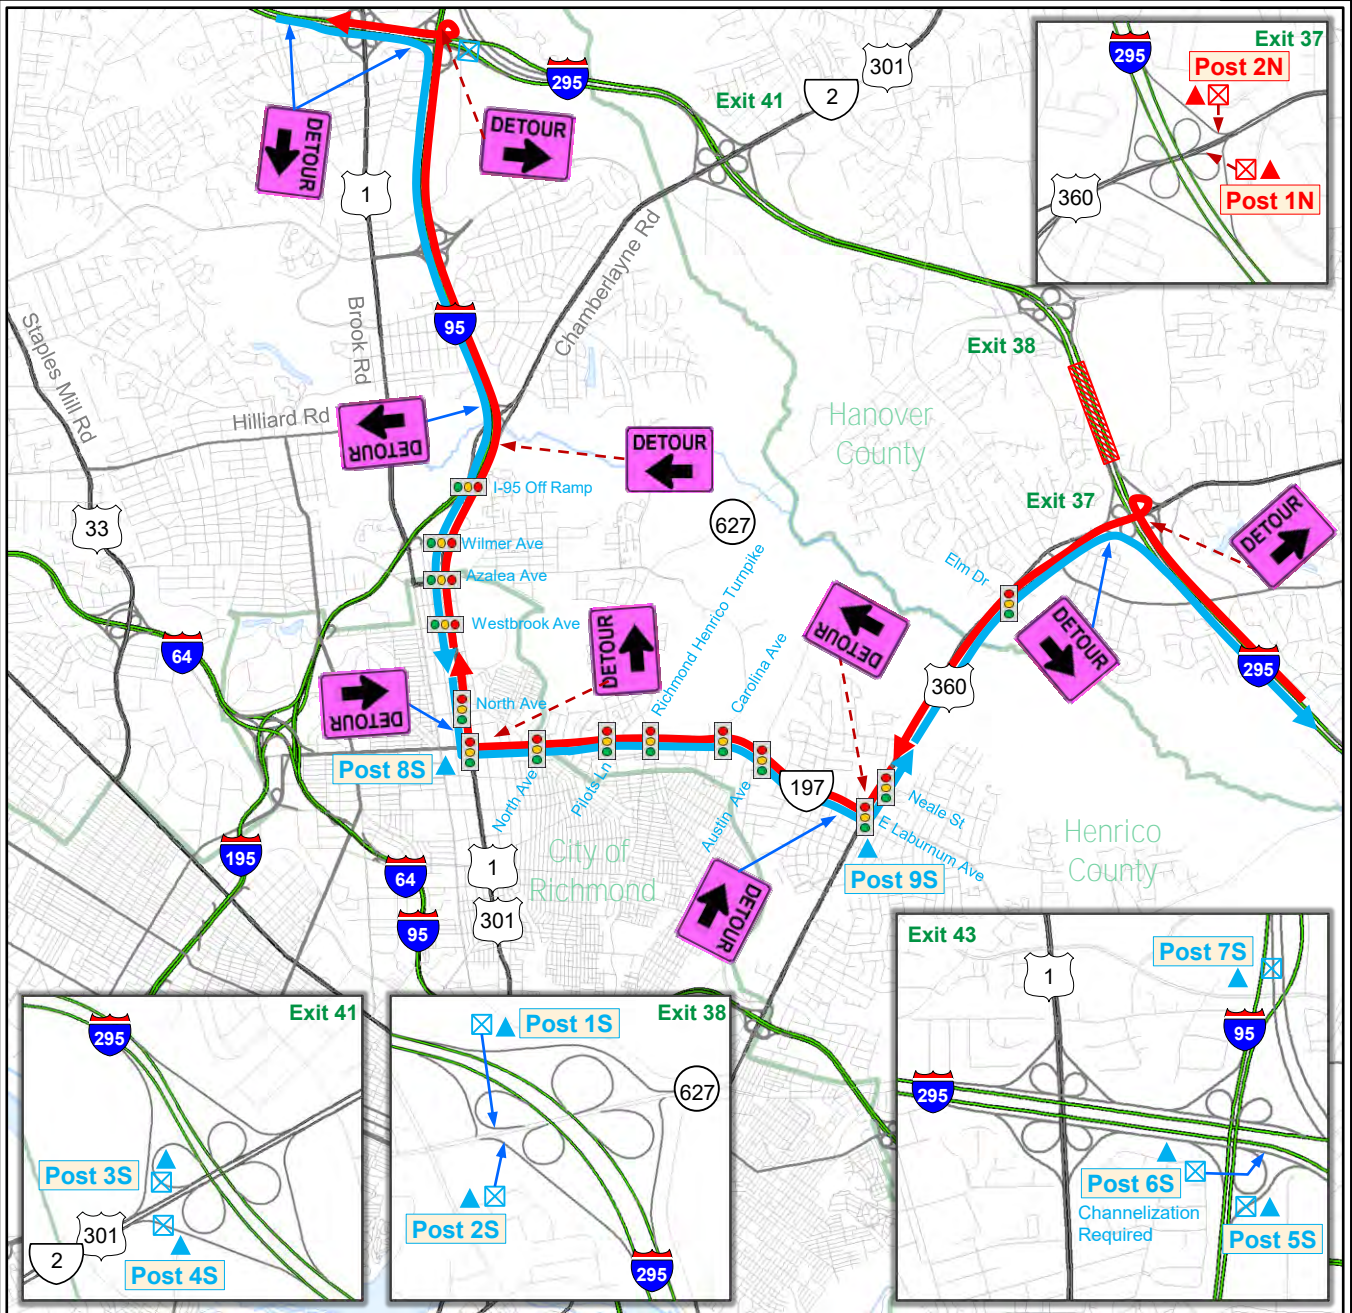 Exit 37
295
Post 2N
Post 1N
360
295
301
2
Exit 41
DETOUR
DETOUR
1
Chamberlayne Rd
Brook Rd
95
Staples Mill Rd
Exit 38
Hilliard Rd
DETOUR
DETOUR
Hanover
County
I-95 Off Ramp
Exit 37
627
33
DETOUR
Wilmer Ave
Azalea Ave
Elm Dr
Richmond Henrico Turnpike
Westbrook Ave
DETOUR
DETOUR
DETOUR
Carolina Ave
64
295
360
DETOUR
North Ave
Post 8S
North Ave
Pilots Ln
197
Austin Ave
Neale St
E Laburnum Ave
Henrico
County
195
64
1
City of
Richmond
Post 9S
301
95
DETOUR
Exit 43
Post 7S
1
95
295
Post 6S
Channelization
Required
Post 5S
Exit 41
295
Post 3S
301
2
Post 4S
Exit 38
Post 1S
627
Post 2S
295